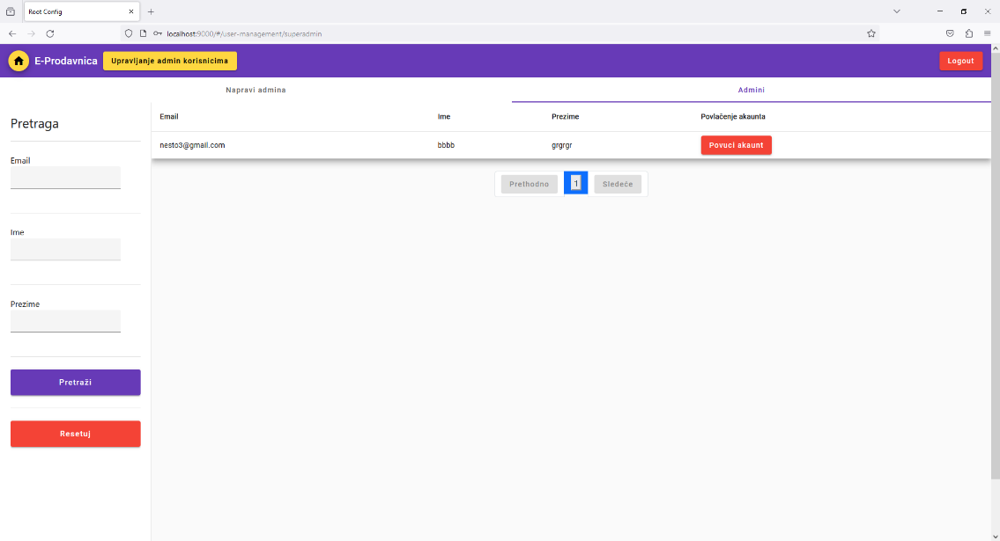 Root Config
localhost:9000/#/user-management/superadmin
E-Prodavnica
Upravljanje admin korisnicima
Logout
Napravi admina
Admini
Pretraga
Email
Ime
Prezime
Pretraži
Resetuj
Email Ime Prezime Povlačenje akaunta
nesto3@gmail.com bbbb grgrgr Povuci akaunt
Prethodno 1 Sledeće